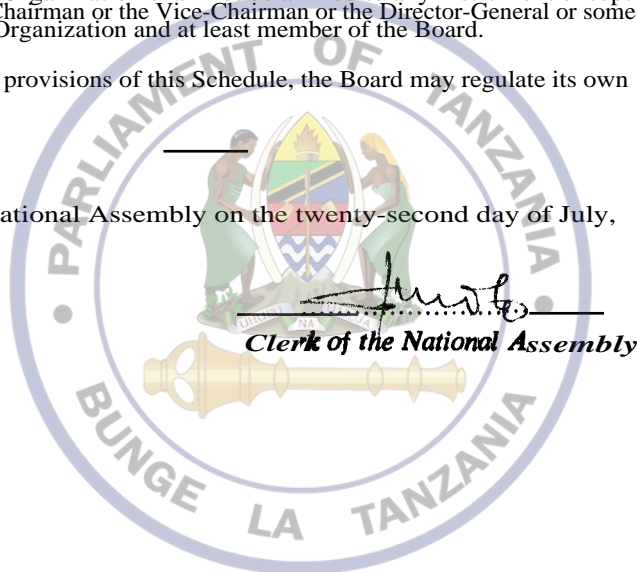 Chairman or the Vice-Chairman or the Director-General or some
Organization and at least member of the Board.
provisions of this Schedule, the Board may regulate its own
ational Assembly on the twenty-second day of July,
Clerk of the National Assembly
PARLIAMENT OF TANZANIA
UHURU NA
BUNGE LA TANZANIA